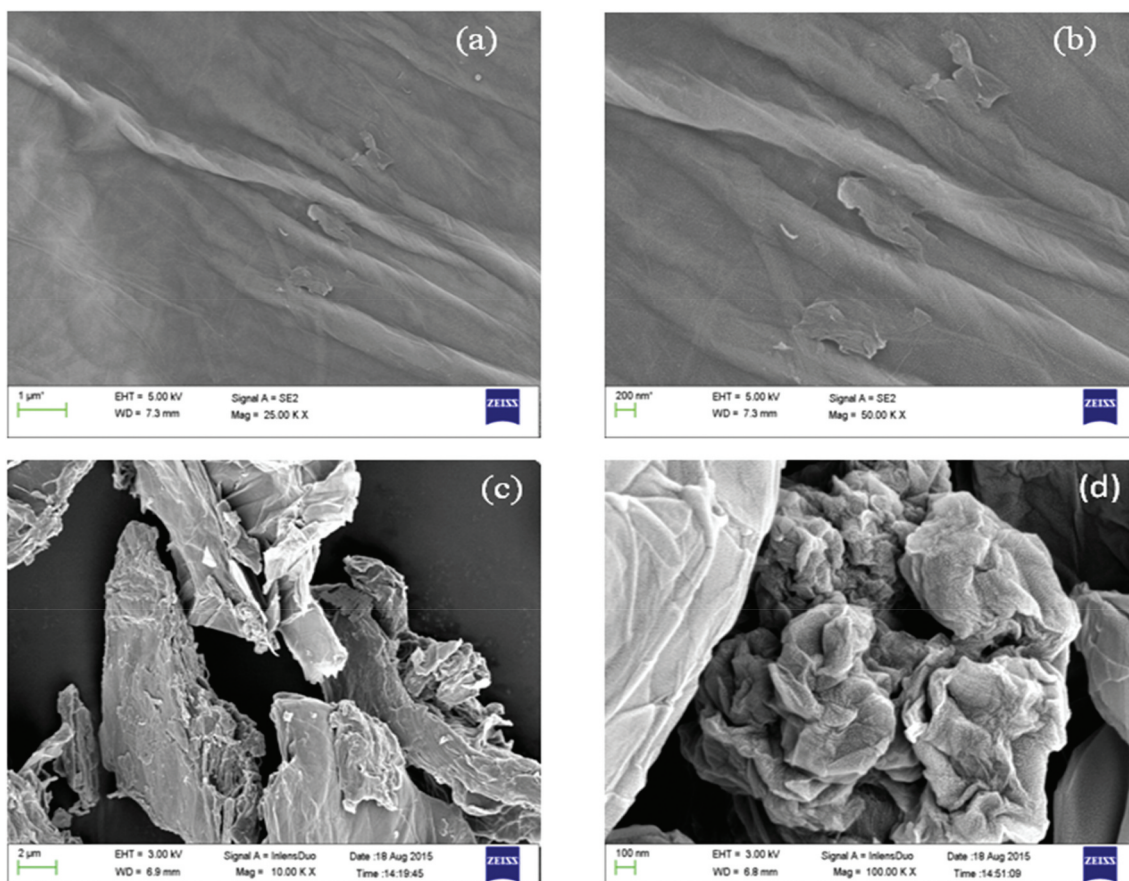 (a)
1 µm*
EHT = 5.00 kV
Signal A = SE2
WD = 7.3 mm
Mag = 25.00 K X
ZEISS
(b)
200 nm*
EHT = 5.00 kV
Signal A = SE2
WD = 7.3 mm
Mag = 50.00 K X
ZEISS
(c)
2 µm
EHT = 3.00 kV
Signal A = InlensDuo
Date :18 Aug 2015
WD = 6.9 mm
Mag = 10.00 K X
Time :14:19:45
ZEISS
(d)
100 nm
EHT = 3.00 kV
Signal A = InlensDuo
Date :18 Aug 2015
WD = 6.8 mm
Mag = 100.00 K X
Time :14:51:09
ZEISS